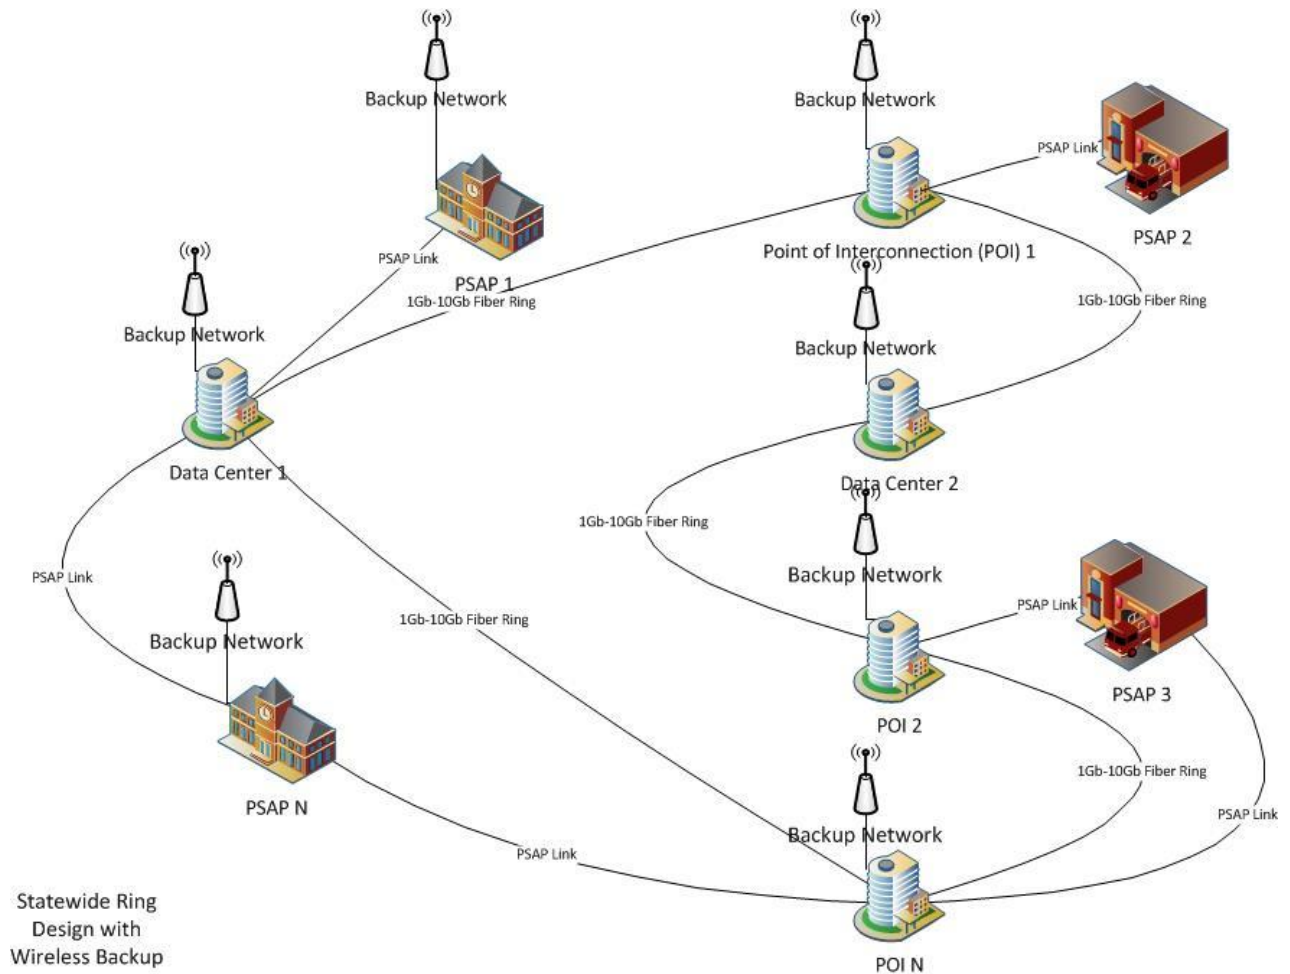 Backup Network
Backup Network
PSAP Link
PSAP 2
Point of Interconnection (POI) 1
PSAP Link
PSAP 1
1Gb-10Gb Fiber Ring
1Gb-10Gb Fiber Ring
Backup Network
Backup Network
Data Center 1
Data Center 2
1Gb-10Gb Fiber Ring
PSAP Link
Backup Network
PSAP Link
1Gb-10Gb Fiber Ring
Backup Network
PSAP 3
POI 2
1Gb-10Gb Fiber Ring
PSAP N
PSAP Link
Backup Network
PSAP Link
Statewide Ring
Design with
Wireless Backup
POI N